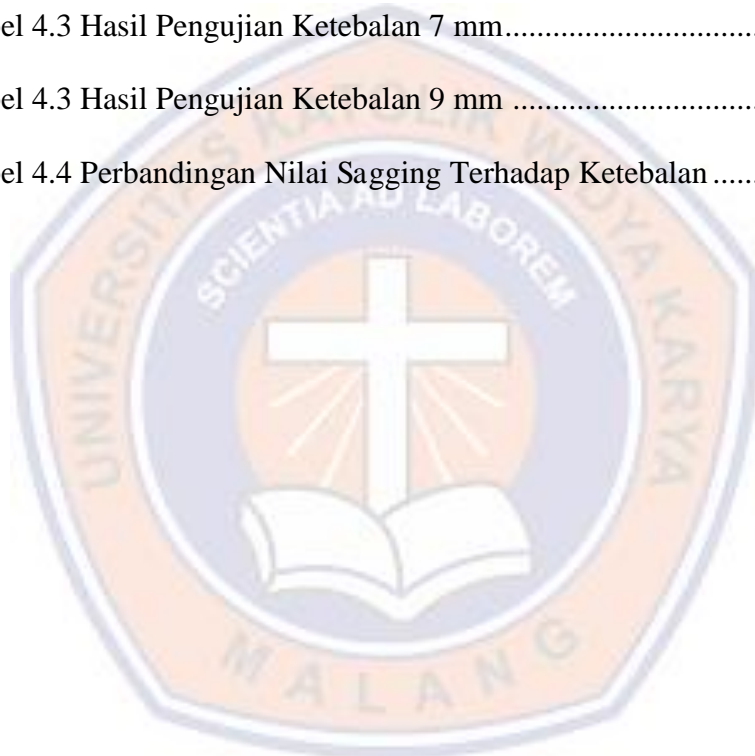 el 4.3 Hasil Pengujian Ketebalan 7 mm..............................
el 4.3 Hasil Pengujian Ketebalan 9 mm .............................
el 4.4 Perbandingan Nilai Sagging Terhadap Ketebalan ......
UNIVERSITAS KATOLIK WIDYA KARYA
SCIENTIA AD LABOREM
MALANG